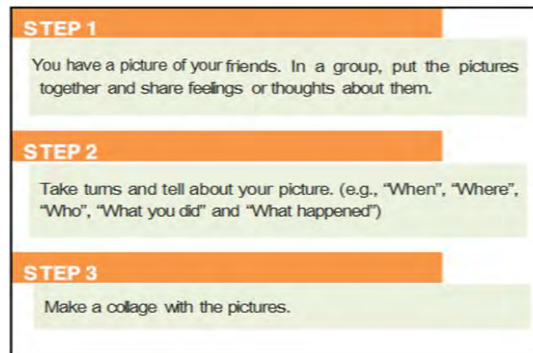 STEP 1
You have a picture of your friends. In a group, put the pictures
together and share feelings or thoughts about them.
STEP 2
Take turns and tell about your picture. (e.g., “When”, “Where”,
“Who”, “What you did” and “What happened”)
STEP 3
Make a collage with the pictures.